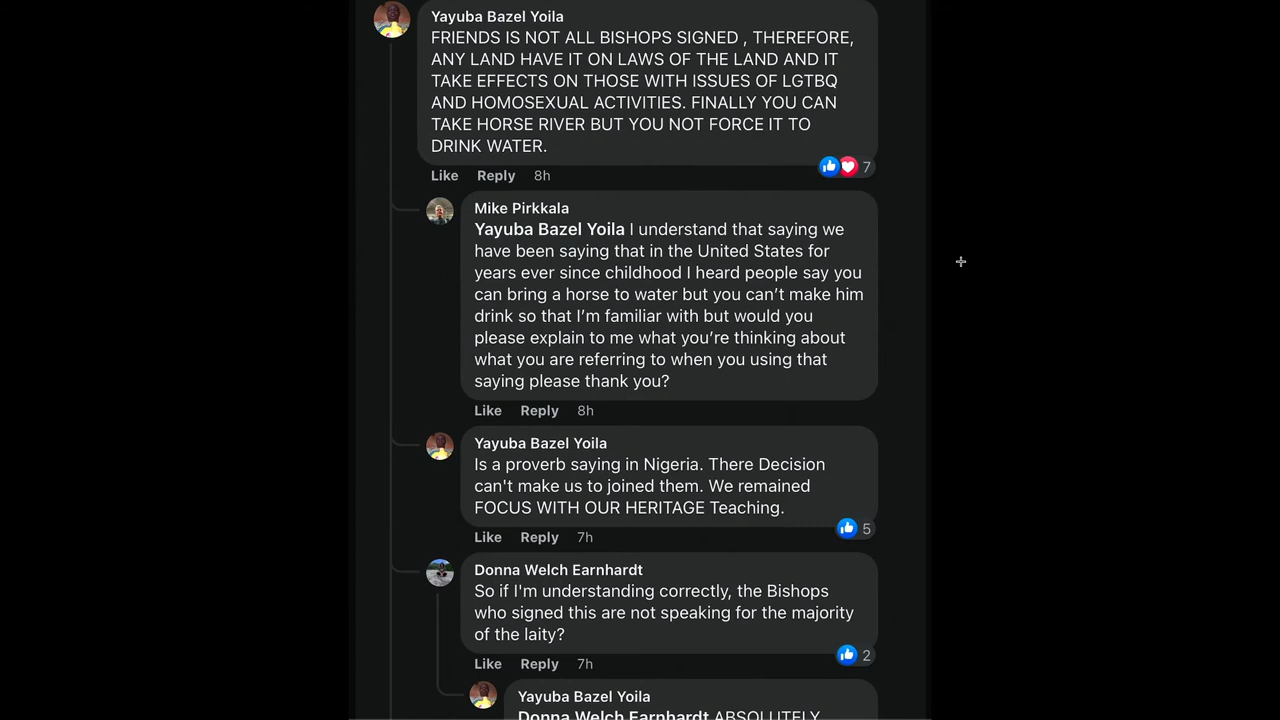 Yayuba Bazel Yoila
FRIENDS IS NOT ALL BISHOPS SIGNED , THEREFORE,
ANY LAND HAVE IT ON LAWS OF THE LAND AND IT
TAKE EFFECTS ON THOSE WITH ISSUES OF LGTBQ
AND HOMOSEXUAL ACTIVITIES. FINALLY YOU CAN
TAKE HORSE RIVER BUT YOU NOT FORCE IT TO
DRINK WATER.
7
Like Reply 8h
Mike Pirkkala
Yayuba Bazel Yoila I understand that saying we
have been saying that in the United States for
years ever since childhood I heard people say you
can bring a horse to water but you can’t make him
drink so that I’m familiar with but would you
please explain to me what you’re thinking about
what you are referring to when you using that
saying please thank you?
Like Reply 8h
Yayuba Bazel Yoila
Is a proverb saying in Nigeria. There Decision
can't make us to joined them. We remained
FOCUS WITH OUR HERITAGE Teaching.
5
Like Reply 7h
Donna Welch Earnhardt
So if I'm understanding correctly, the Bishops
who signed this are not speaking for the majority
of the laity?
2
Like Reply 7h
Yayuba Bazel Yoila
Donna Welch Earnhardt ABSOLUTELY